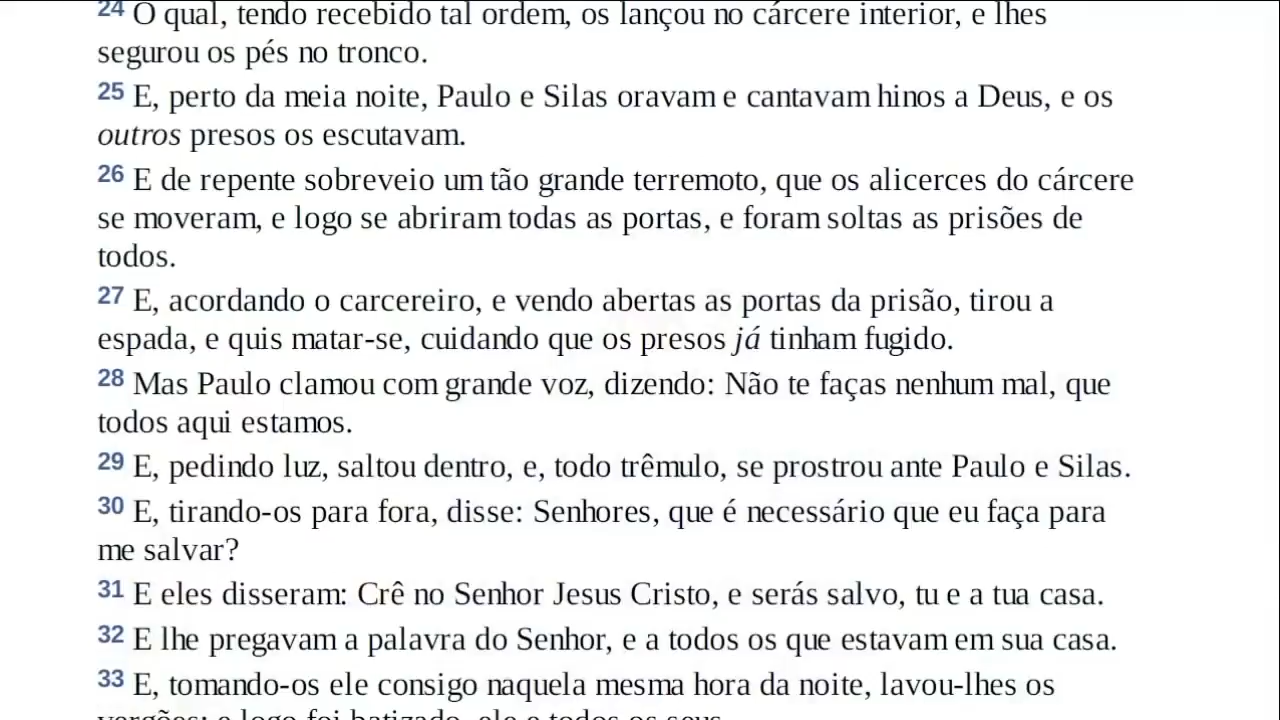 24 O qual, tendo recebido tal ordem, os lançou no cárcere interior, e lhes
segurou os pés no tronco.
25 E, perto da meia noite, Paulo e Silas oravam e cantavam hinos a Deus, e os
outros presos os escutavam.
26 E de repente sobreveio um tão grande terremoto, que os alicerces do cárcere
se moveram, e logo se abriram todas as portas, e foram soltas as prisões de
todos.
27 E, acordando o carcereiro, e vendo abertas as portas da prisão, tirou a
espada, e quis matar-se, cuidando que os presos já tinham fugido.
28 Mas Paulo clamou com grande voz, dizendo: Não te faças nenhum mal, que
todos aqui estamos.
29 E, pedindo luz, saltou dentro, e, todo trêmulo, se prostrou ante Paulo e Silas.
30 E, tirando-os para fora, disse: Senhores, que é necessário que eu faça para
me salvar?
31 E eles disseram: Crê no Senhor Jesus Cristo, e serás salvo, tu e a tua casa.
32 E lhe pregavam a palavra do Senhor, e a todos os que estavam em sua casa.
33 E, tomando-os ele consigo naquela mesma hora da noite, lavou-lhes os
vergões; e logo foi batizado, ele e todos os seus.